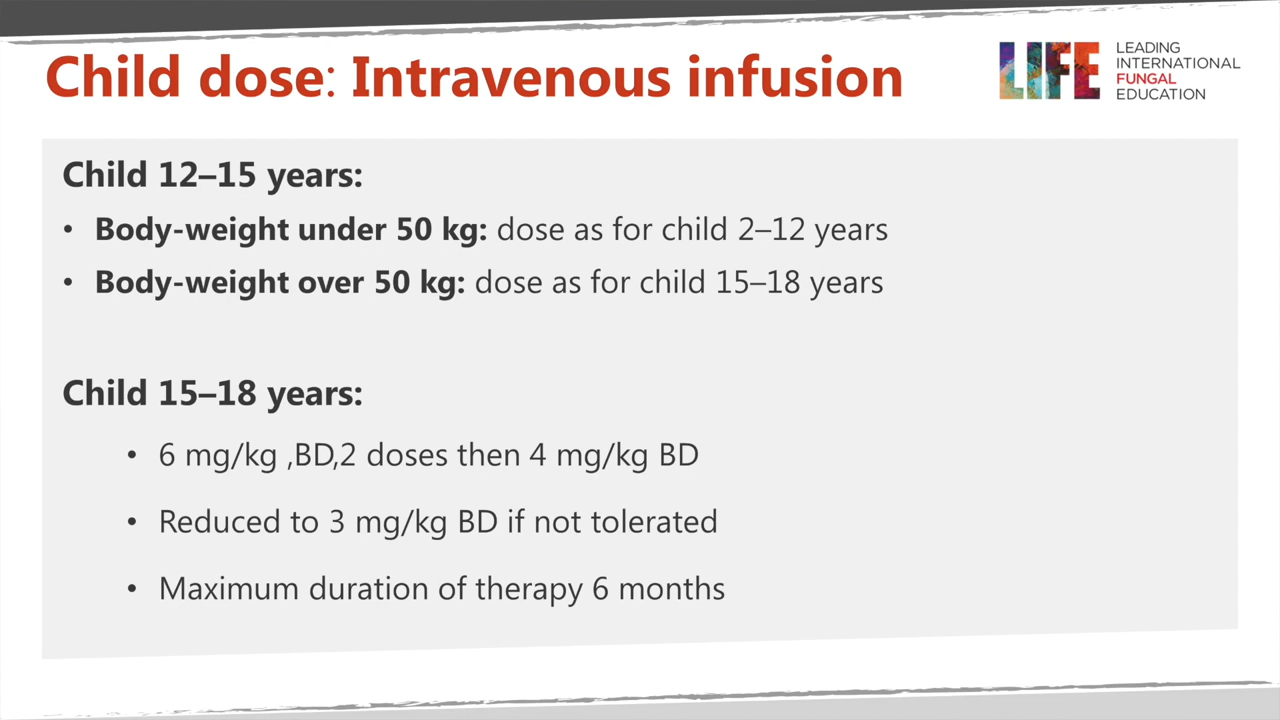 Child dose: Intravenous infusion
LIFE
LEADING
INTERNATIONAL
FUNGAL
EDUCATION
Child 12–15 years:
• Body-weight under 50 kg: dose as for child 2–12 years
• Body-weight over 50 kg: dose as for child 15–18 years
Child 15–18 years:
• 6 mg/kg ,BD,2 doses then 4 mg/kg BD
• Reduced to 3 mg/kg BD if not tolerated
• Maximum duration of therapy 6 months